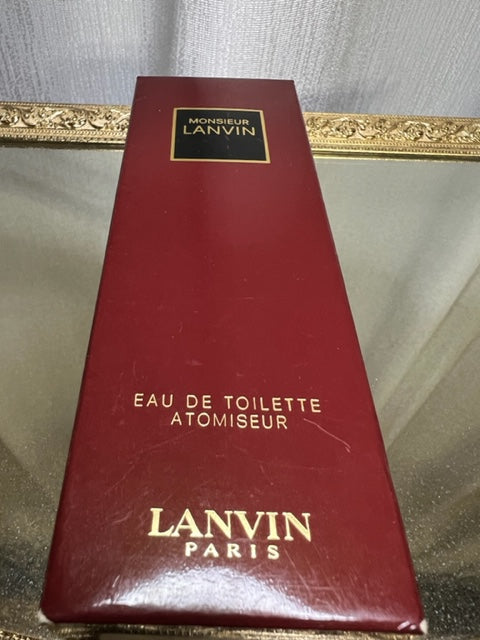 MONSIEUR
LANVIN
EAU DE TOILETTE
ATOMISEUR
LANVIN
PARIS